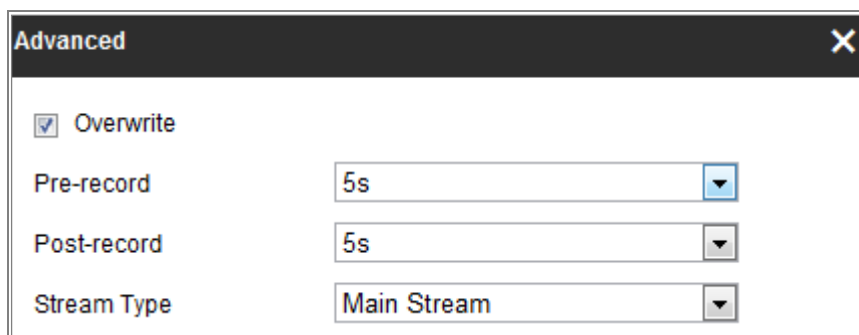 Advanced
Overwrite
Pre-record 5s
Post-record 5s
Stream Type Main Stream